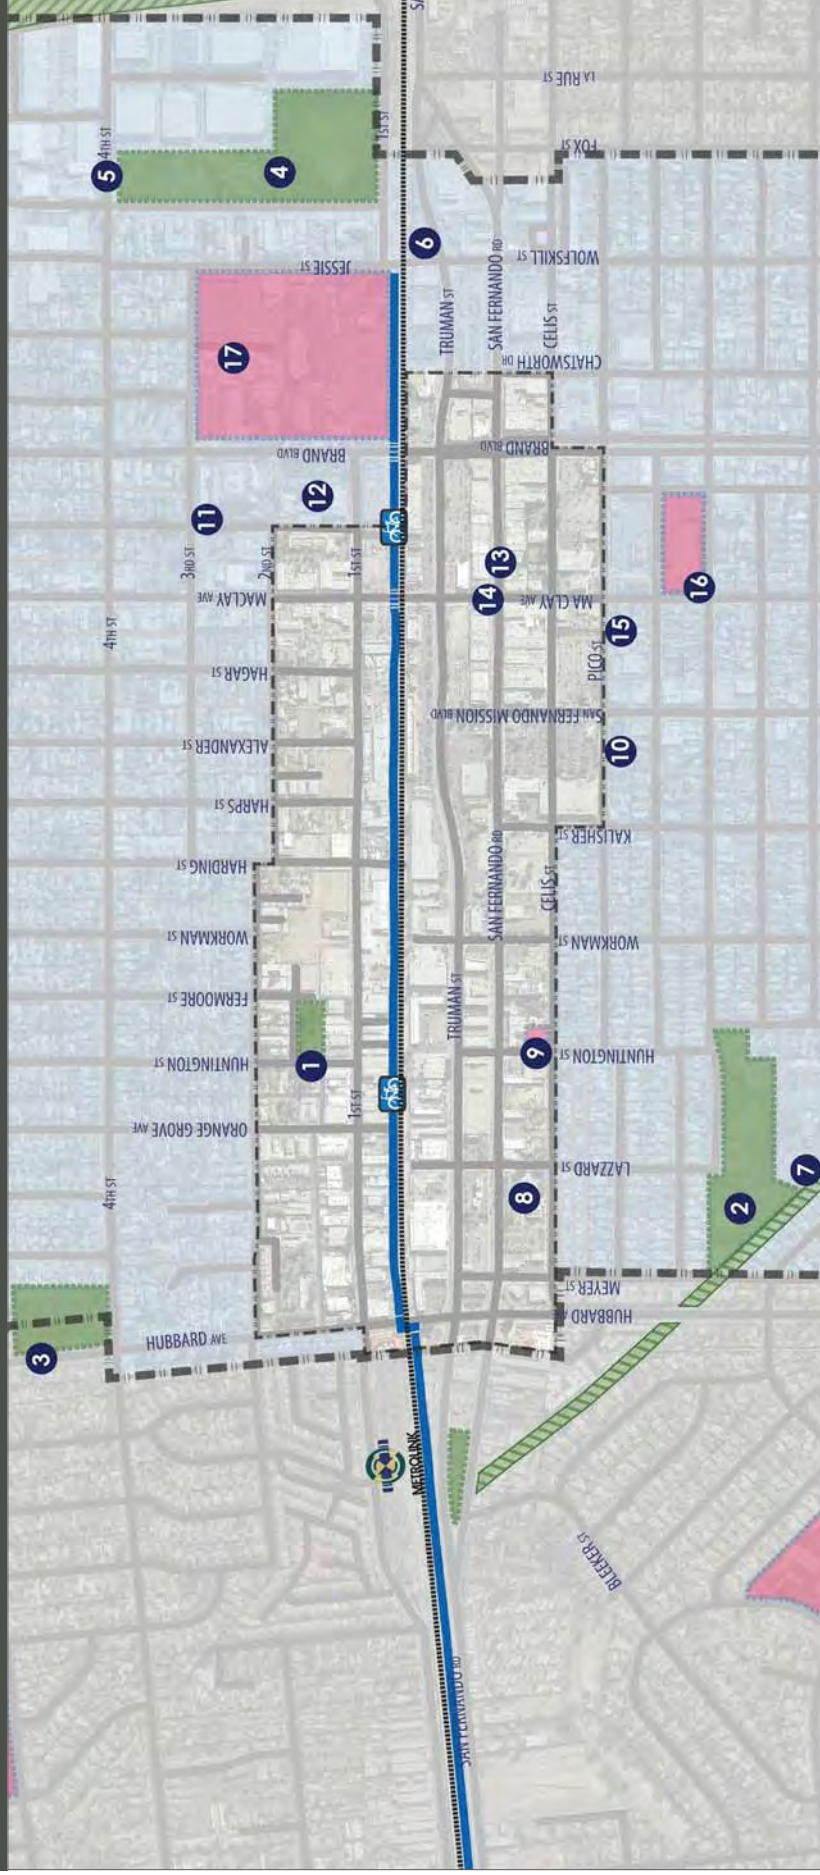 SA
LA RUE ST
1ST ST
4TH ST
5
4
FOX ST
6
JESSIE ST
WOLFSKILL ST
TRUMAN ST
SAN FERNANDO RD
CELIS ST
CHATSWORTH DR
17
BRAND BLVD
BRAND BLVD
12
11
3RD ST
2ND ST
1ST ST
13
14
16
MACLAY AVE
MA CLAY AVE
4TH ST
15
PICO ST
HAGAR ST
SAN FERNANDO MISSION BLVD
ALEXANDER ST
10
HARPS ST
KALISHER ST
HARDING ST
SAN FERNANDO RD
CELIS ST
WORKMAN ST
WORKMAN ST
FERMOORE ST
TRUMAN ST
HUNTINGTON ST
1
9
HUNTINGTON ST
1ST ST
ORANGE GROVE AVE
LAZZARD ST
4TH ST
8
2
7
MEYER ST
HUBBARD AVE
HUBBARD
3
METROLINK
BLEEKER ST
SAN FERNANDO RD